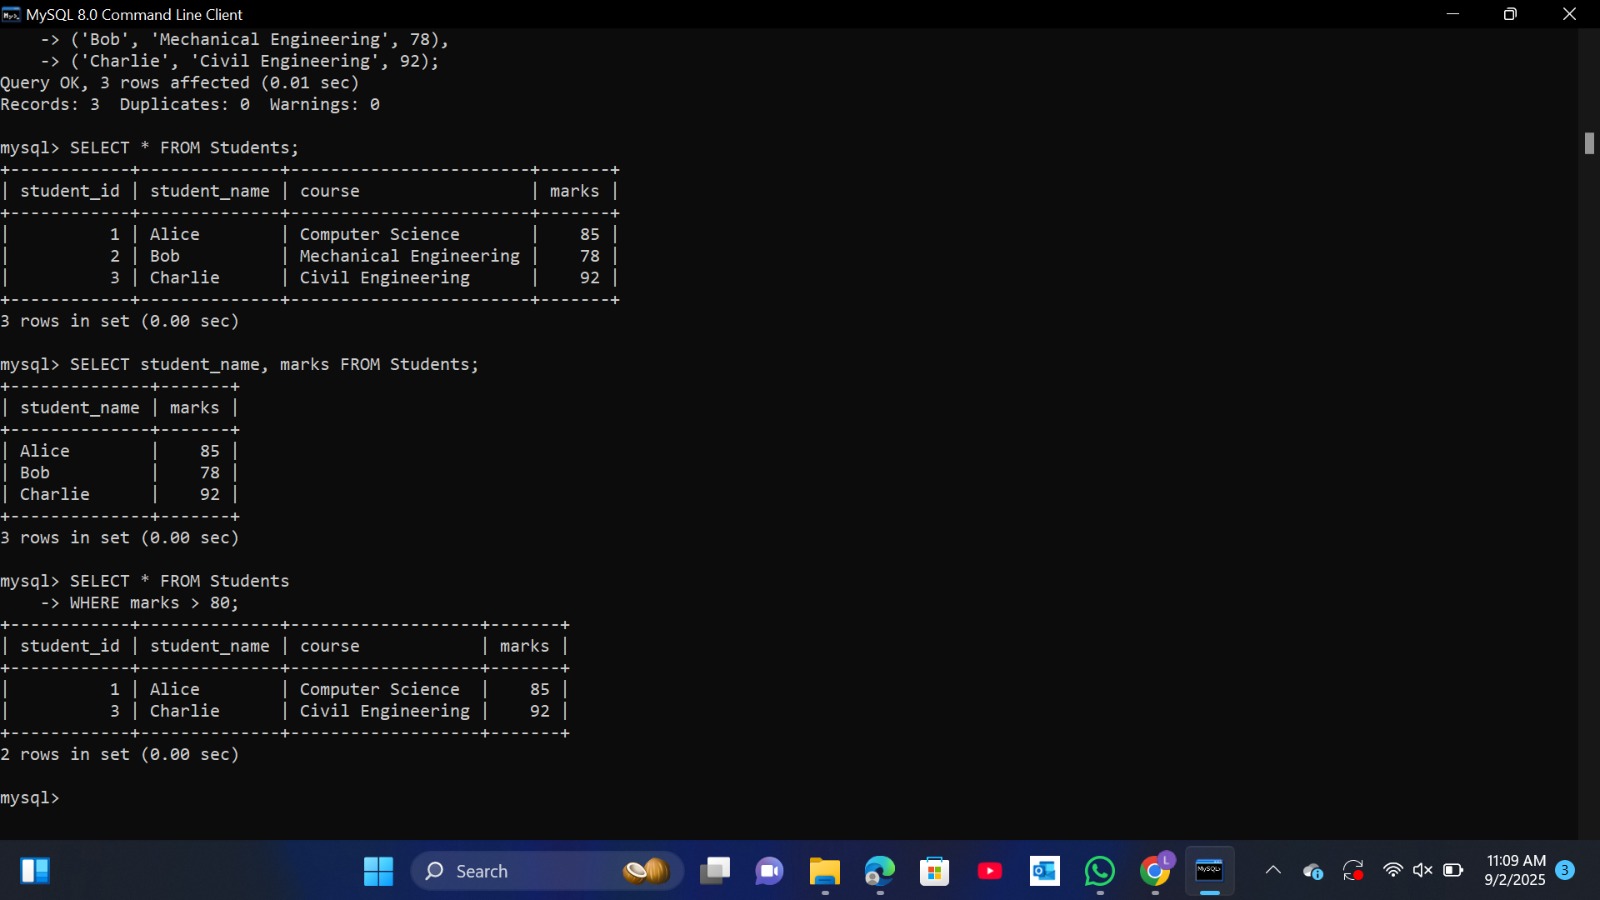 MySQL 8.0 Command Line Client
    -> ('Bob', 'Mechanical Engineering', 78),
    -> ('Charlie', 'Civil Engineering', 92);
Query OK, 3 rows affected (0.01 sec)
Records: 3  Duplicates: 0  Warnings: 0

mysql> SELECT * FROM Students;
+------------+--------------+------------------------+-------+
| student_id | student_name | course                 | marks |
+------------+--------------+------------------------+-------+
|          1 | Alice        | Computer Science       |    85 |
|          2 | Bob          | Mechanical Engineering |    78 |
|          3 | Charlie      | Civil Engineering      |    92 |
+------------+--------------+------------------------+-------+
3 rows in set (0.00 sec)

mysql> SELECT student_name, marks FROM Students;
+--------------+-------+
| student_name | marks |
+--------------+-------+
| Alice        |    85 |
| Bob          |    78 |
| Charlie      |    92 |
+--------------+-------+
3 rows in set (0.00 sec)

mysql> SELECT * FROM Students
    -> WHERE marks > 80;
+------------+--------------+-------------------+-------+
| student_id | student_name | course            | marks |
+------------+--------------+-------------------+-------+
|          1 | Alice        | Computer Science  |    85 |
|          3 | Charlie      | Civil Engineering |    92 |
+------------+--------------+-------------------+-------+
2 rows in set (0.00 sec)

mysql>
Search
L
MySQL
11:09 AM
9/2/2025
3